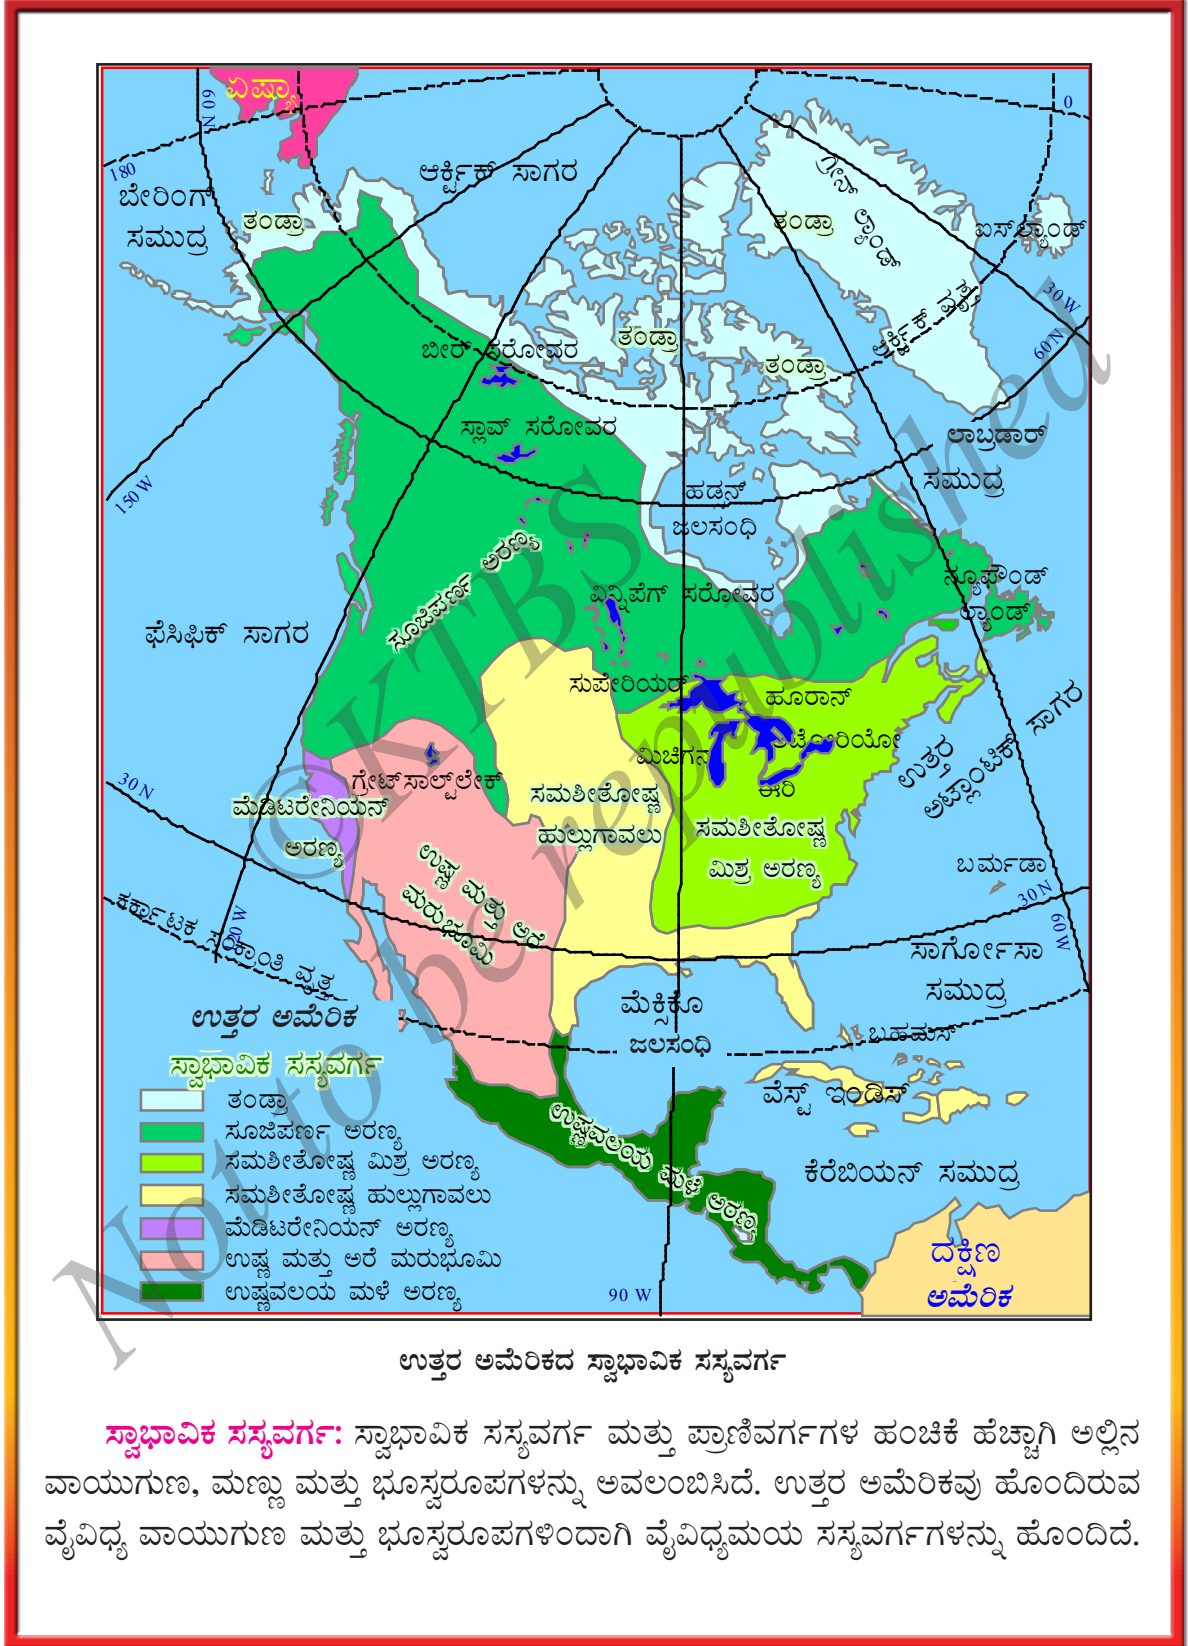 ಏಷ್ಯಾ
60 N
0
180
ಬೇರಿಂಗ್
ಸಮುದ್ರ
ಆರ್ಕ್ಟಿಕ್ ಸಾಗರ
ಗ್ರೀನ್ ಲ್ಯಾಂಡ್
ತಂಡ್ರಾ
ತಂಡ್ರಾ
ಐಸ್‌ಲ್ಯಾಂಡ್
30 W
60 N
ಆರ್ಕ್ಟಿಕ್ ವೃತ್ತ
ತಂಡ್ರಾ
ತಂಡ್ರಾ
ಬೀರ್ ಸರೋವರ
ಸ್ಲಾವ್ ಸರೋವರ
ಲಾಬ್ರಡಾರ್
ಸಮುದ್ರ
150 W
ಹಡ್ಸನ್
ಜಲಸಂಧಿ
ಸೂಜಿಪರ್ಣ ಅರಣ್ಯ
ವಿನ್ನಿಪೆಗ್ ಸರೋವರ
ನ್ಯೂಫೌಂಡ್
ಲ್ಯಾಂಡ್
ಫೆಸಿಫಿಕ್ ಸಾಗರ
ಸುಪೇರಿಯರ್
ಹೂರಾನ್
ಮಿಚಿಗನ್
ಈರಿ
ಉತ್ತರ
ಅಟ್ಲಾಂಟಿಕ್ ಸಾಗರ
30 N
ಗ್ರೇಟ್‌ಸಾಲ್ಟ್‌ಲೇಕ್
ಮೆಡಿಟರೇನಿಯನ್
ಅರಣ್ಯ
ಸಮಶೀತೋಷ್ಣ
ಹುಲ್ಲುಗಾವಲು
ಸಮಶೀತೋಷ್ಣ
ಮಿಶ್ರ ಅರಣ್ಯ
ಉಷ್ಣ ಮತ್ತು ಅರೆ
ಮರುಭೂಮಿ
ಬರ್ಮಡಾ
30 N
60 W
ಕರ್ಕಾಟಕ ಸಂಕ್ರಾಂತಿ ವೃತ್ತ
ಸಾರ್ಗೋಸಾ
ಸಮುದ್ರ
ಮೆಕ್ಸಿಕೊ
ಜಲಸಂಧಿ
ಬಹಮಸ್
ವೆಸ್ಟ್ ಇಂಡಿಸ್
ಉಷ್ಣವಲಯ ಮಳೆ ಅರಣ್ಯ
ಕೆರೆಬಿಯನ್ ಸಮುದ್ರ
ದಕ್ಷಿಣ
ಅಮೆರಿಕ
90 W
ಉತ್ತರ ಅಮೆರಿಕ
ಸ್ವಾಭಾವಿಕ ಸಸ್ಯವರ್ಗ
ತಂಡ್ರಾ
ಸೂಜಿಪರ್ಣ ಅರಣ್ಯ
ಸಮಶೀತೋಷ್ಣ ಮಿಶ್ರ ಅರಣ್ಯ
ಸಮಶೀತೋಷ್ಣ ಹುಲ್ಲುಗಾವಲು
ಮೆಡಿಟರೇನಿಯನ್ ಅರಣ್ಯ
ಉಷ್ಣ ಮತ್ತು ಅರೆ ಮರುಭೂಮಿ
ಉಷ್ಣವಲಯ ಮಳೆ ಅರಣ್ಯ
©KTBS
Not to be republished
ಉತ್ತರ ಅಮೆರಿಕದ ಸ್ವಾಭಾವಿಕ ಸಸ್ಯವರ್ಗ
ಸ್ವಾಭಾವಿಕ ಸಸ್ಯವರ್ಗ: ಸ್ವಾಭಾವಿಕ ಸಸ್ಯವರ್ಗ ಮತ್ತು ಪ್ರಾಣಿವರ್ಗಗಳ ಹಂಚಿಕೆ ಹೆಚ್ಚಾಗಿ ಅಲ್ಲಿನ
ವಾಯುಗುಣ, ಮಣ್ಣು ಮತ್ತು ಭೂಸ್ವರೂಪಗಳನ್ನು ಅವಲಂಬಿಸಿದೆ. ಉತ್ತರ ಅಮೆರಿಕವು ಹೊಂದಿರುವ
ವೈವಿಧ್ಯ ವಾಯುಗುಣ ಮತ್ತು ಭೂಸ್ವರೂಪಗಳಿಂದಾಗಿ ವೈವಿಧ್ಯಮಯ ಸಸ್ಯವರ್ಗಗಳನ್ನು ಹೊಂದಿದೆ.